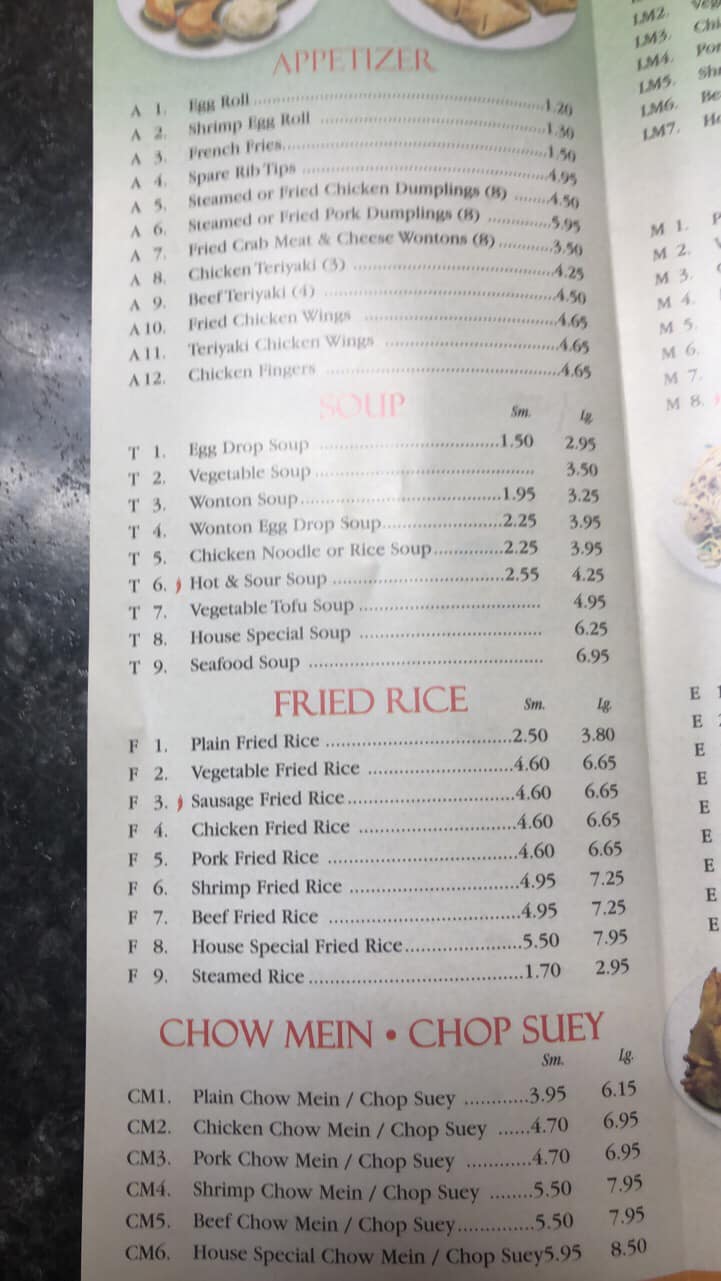 APPETIZER
A 1. Egg Roll ........ 1.20
A 2. Shrimp Egg Roll ........ 1.30
A 3. French Fries ........ 1.50
A 4. Spare Rib Tips ........ 4.95
A 5. Steamed or Fried Chicken Dumplings (8) ........ 4.50
A 6. Steamed or Fried Pork Dumplings (8) ........ 5.95
A 7. Fried Crab Meat & Cheese Wontons (8) ........ 3.50
A 8. Chicken Teriyaki (3) ........ 4.25
A 9. Beef Teriyaki (4) ........ 4.50
A 10. Fried Chicken Wings ........ 4.65
A 11. Teriyaki Chicken Wings ........ 4.65
A 12. Chicken Fingers ........ 4.65
SOUP Sm. Lg.
T 1. Egg Drop Soup ........ 1.50 2.95
T 2. Vegetable Soup ........ 3.50
T 3. Wonton Soup ........ 1.95 3.25
T 4. Wonton Egg Drop Soup ........ 2.25 3.95
T 5. Chicken Noodle or Rice Soup ........ 2.25 3.95
T 6. Hot & Sour Soup ........ 2.55 4.25
T 7. Vegetable Tofu Soup ........ 4.95
T 8. House Special Soup ........ 6.25
T 9. Seafood Soup ........ 6.95
FRIED RICE Sm. Lg.
F 1. Plain Fried Rice ........ 2.50 3.80
F 2. Vegetable Fried Rice ........ 4.60 6.65
F 3. Sausage Fried Rice ........ 4.60 6.65
F 4. Chicken Fried Rice ........ 4.60 6.65
F 5. Pork Fried Rice ........ 4.60 6.65
F 6. Shrimp Fried Rice ........ 4.95 7.25
F 7. Beef Fried Rice ........ 4.95 7.25
F 8. House Special Fried Rice ........ 5.50 7.95
F 9. Steamed Rice ........ 1.70 2.95
CHOW MEIN • CHOP SUEY
Sm. Lg.
CM1. Plain Chow Mein / Chop Suey ........ 3.95 6.15
CM2. Chicken Chow Mein / Chop Suey ........ 4.70 6.95
CM3. Pork Chow Mein / Chop Suey ........ 4.70 6.95
CM4. Shrimp Chow Mein / Chop Suey ........ 5.50 7.95
CM5. Beef Chow Mein / Chop Suey ........ 5.50 7.95
CM6. House Special Chow Mein / Chop Suey 5.95 8.50
LM2.
LM3.
LM4.
LM5.
LM6.
LM7.
M 1.
M 2.
M 3.
M 4.
M 5.
M 6.
M 7.
M 8.
E 1
E 2
E
E
E
E
E
E
E